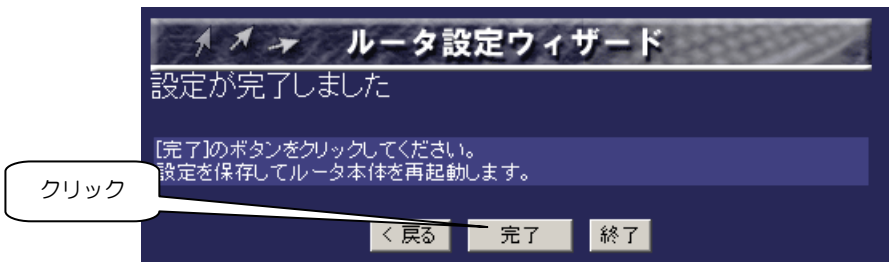 ルータ設定ウィザード
設定が完了しました
[完了]のボタンをクリックしてください。
設定を保存してルータ本体を再起動します。
クリック
< 戻る 完了 終了